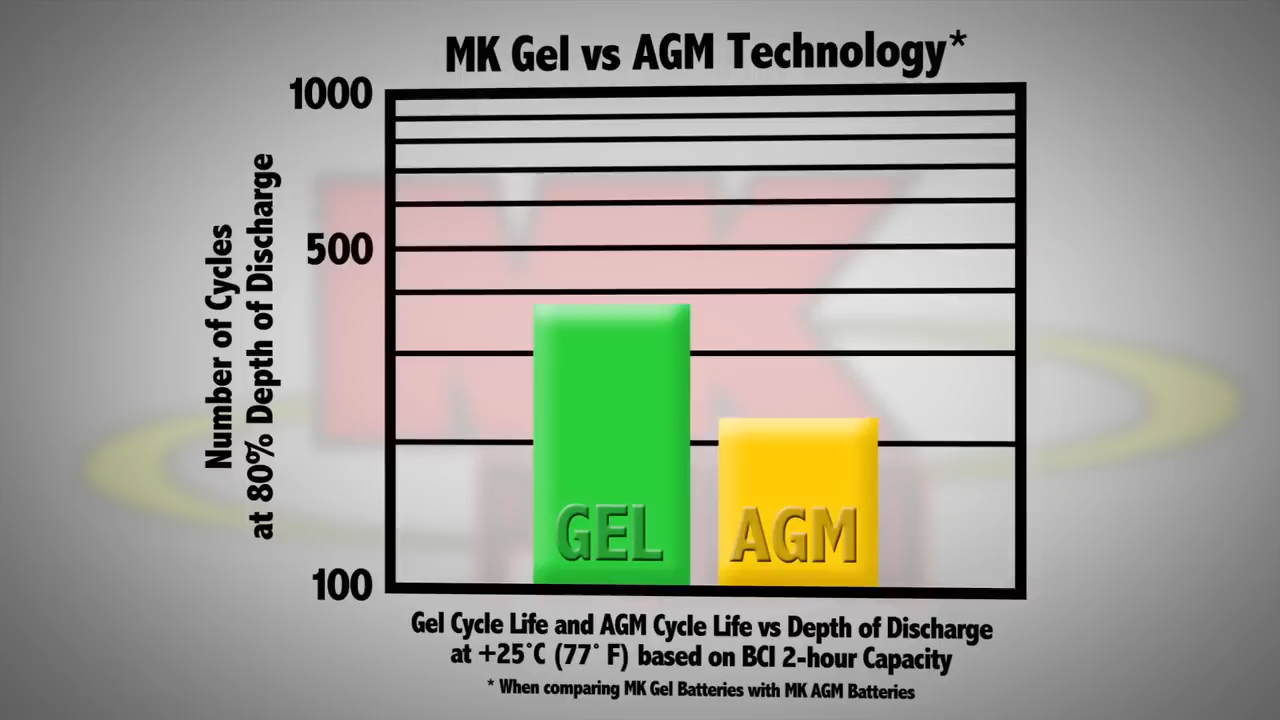 MK Gel vs AGM Technology*
1000
500
100
Number of Cycles
at 80% Depth of Discharge
MK
GEL
AGM
Gel Cycle Life and AGM Cycle Life vs Depth of Discharge
at +25°C (77° F) based on BCI 2-hour Capacity
* When comparing MK Gel Batteries with MK AGM Batteries